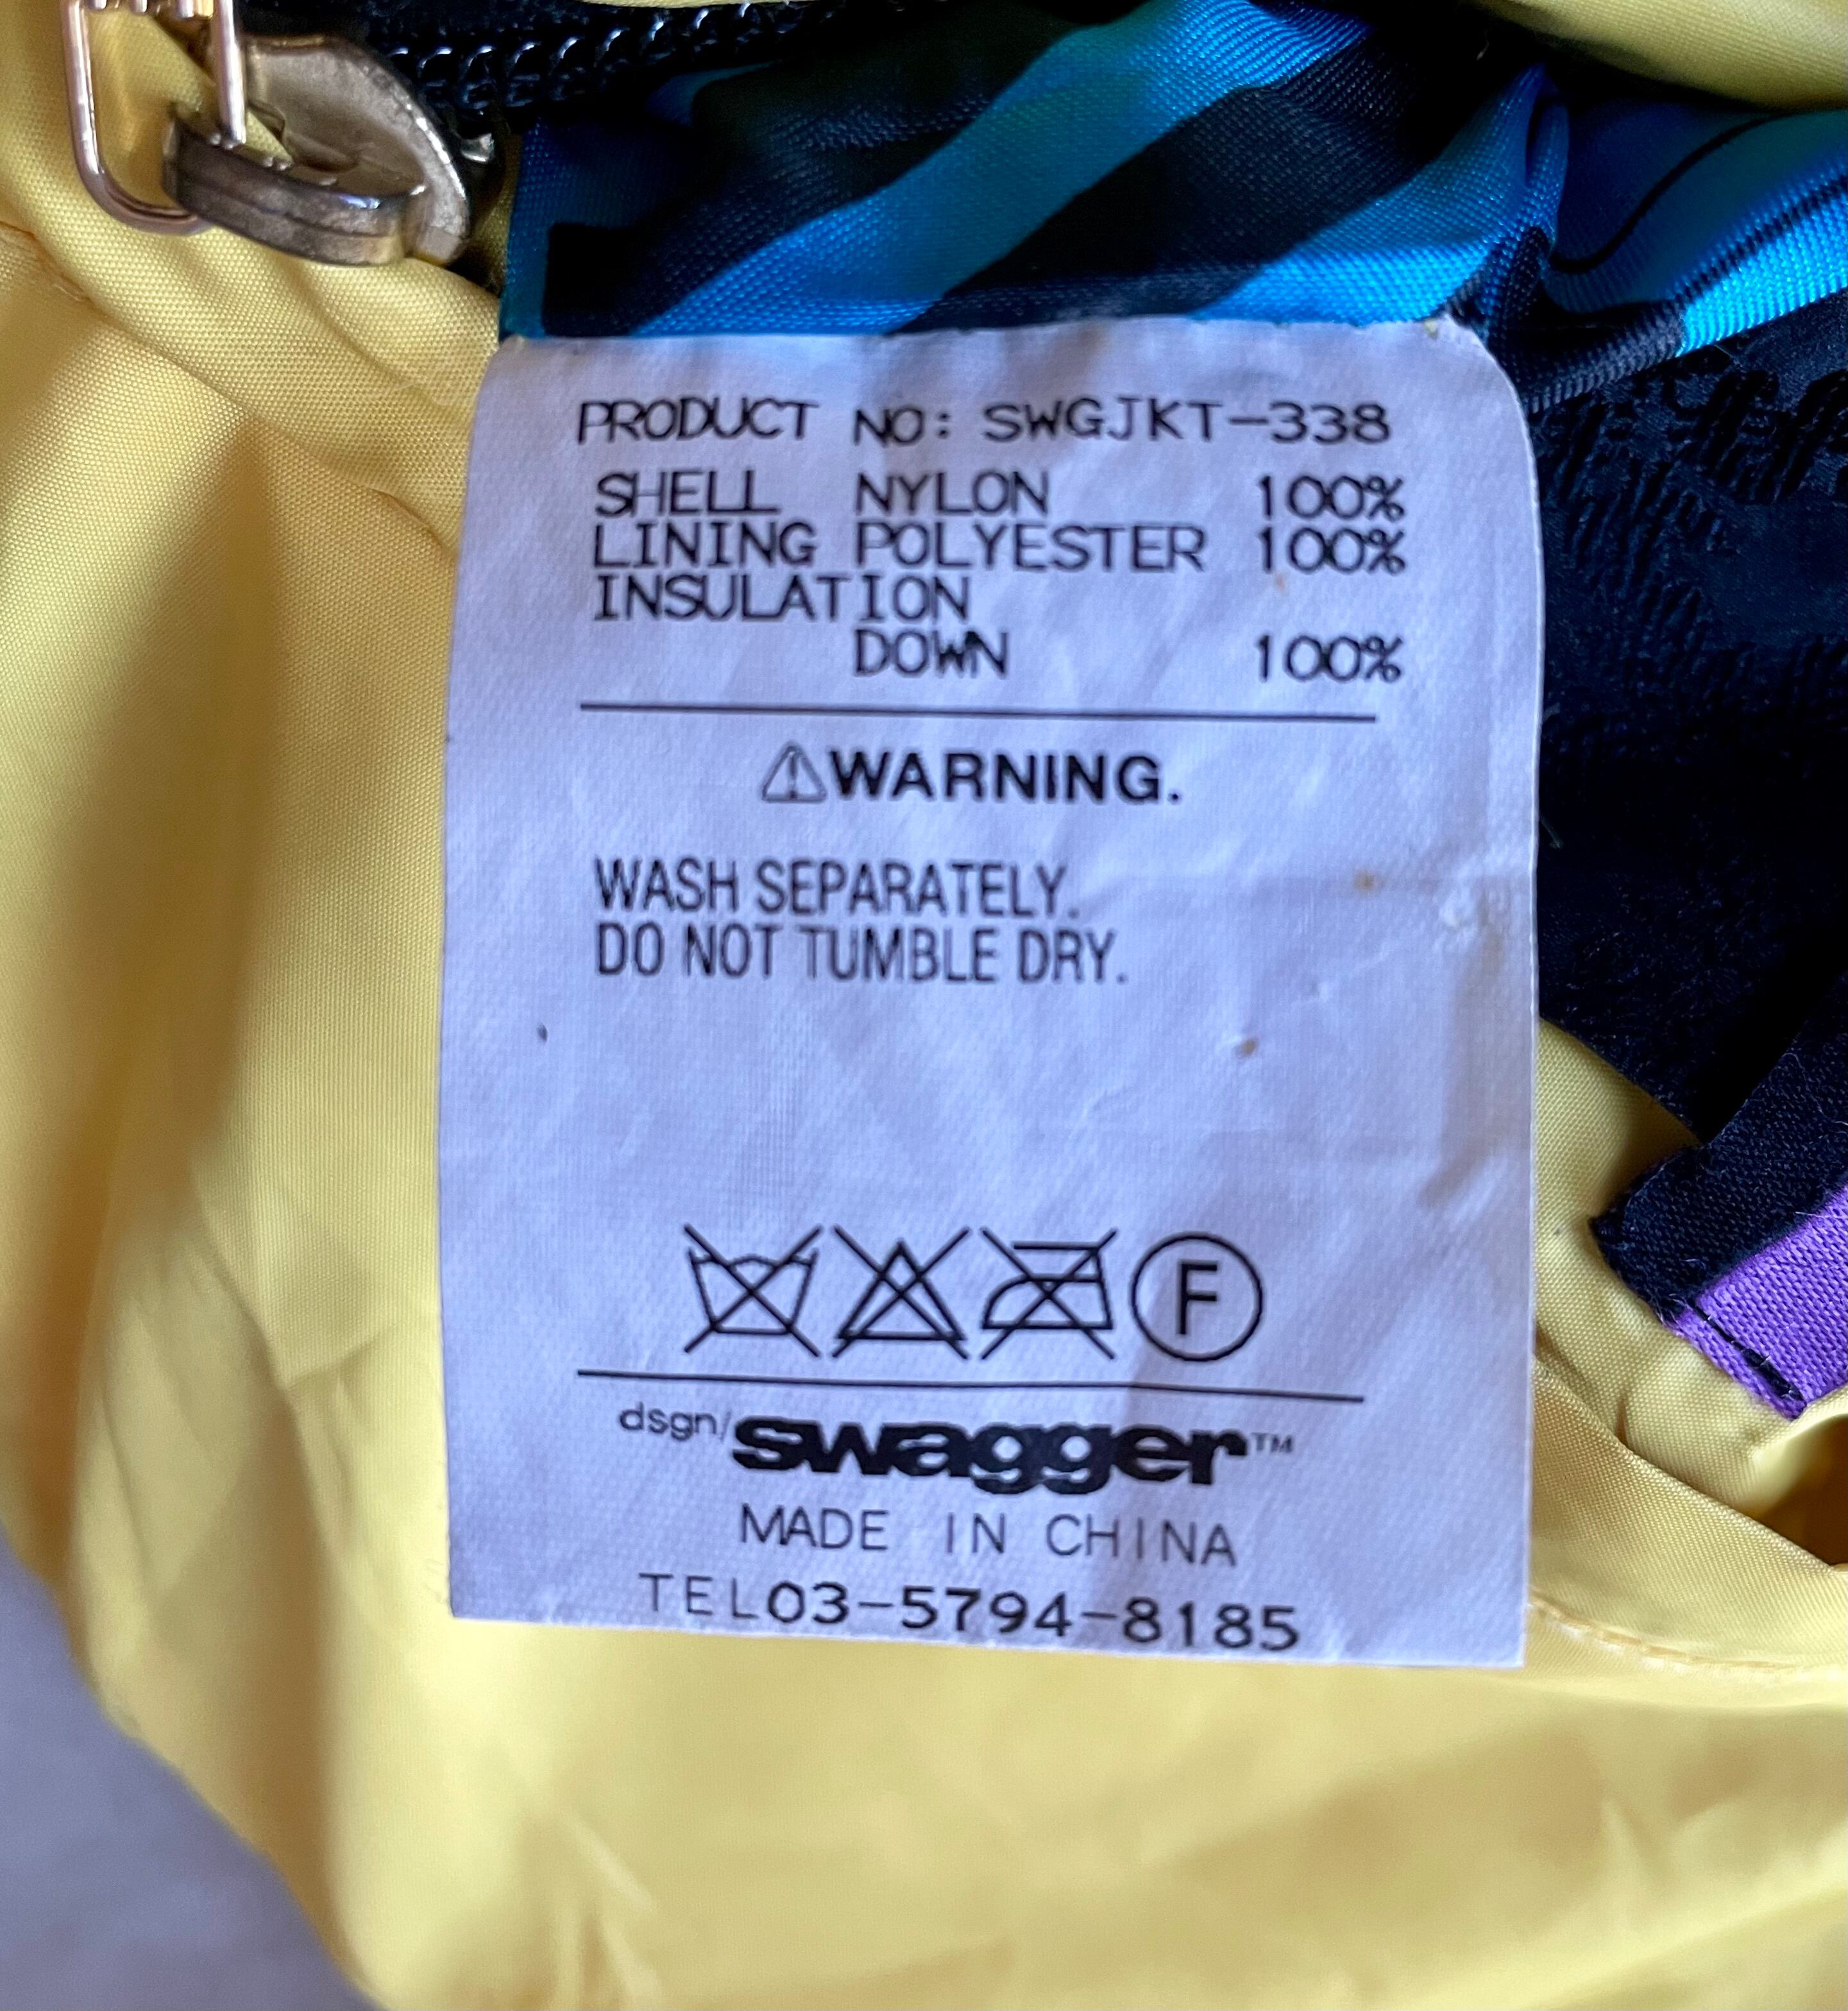 PRODUCT NO: SWGJKT-338
SHELL NYLON 100%
LINING POLYESTER 100%
INSULATION
DOWN 100%
⚠WARNING.
WASH SEPARATELY.
DO NOT TUMBLE DRY.
F
dsgn/swagger™
MADE IN CHINA
TEL03-5794-8185